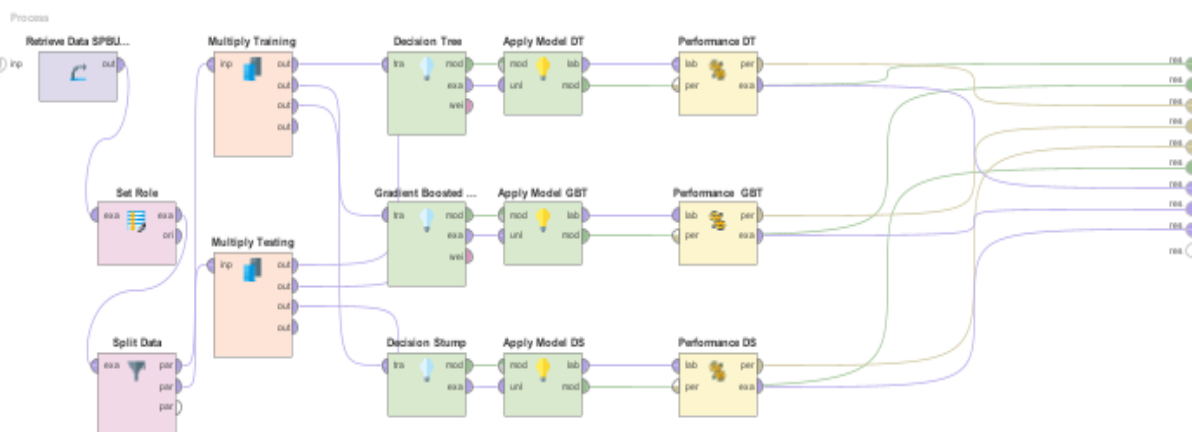 Process
Retrieve Data SPBU...
Multiply Training
Decision Tree
Apply Model DT
Performance DT
inp
out
inp
out
out
out
out
tra
mod
exa
wei
mod
unl
lab
mod
lab
per
per
exa
res
res
res
res
res
res
res
res
res
res
Set Role
exa
exa
ori
Gradient Boosted ...
Apply Model GBT
Performance GBT
tra
mod
exa
wei
mod
unl
lab
mod
lab
per
per
exa
Multiply Testing
inp
out
out
out
out
Split Data
exa
par
par
par
Decision Stump
Apply Model DS
Performance DS
tra
mod
exa
mod
unl
lab
mod
lab
per
per
exa